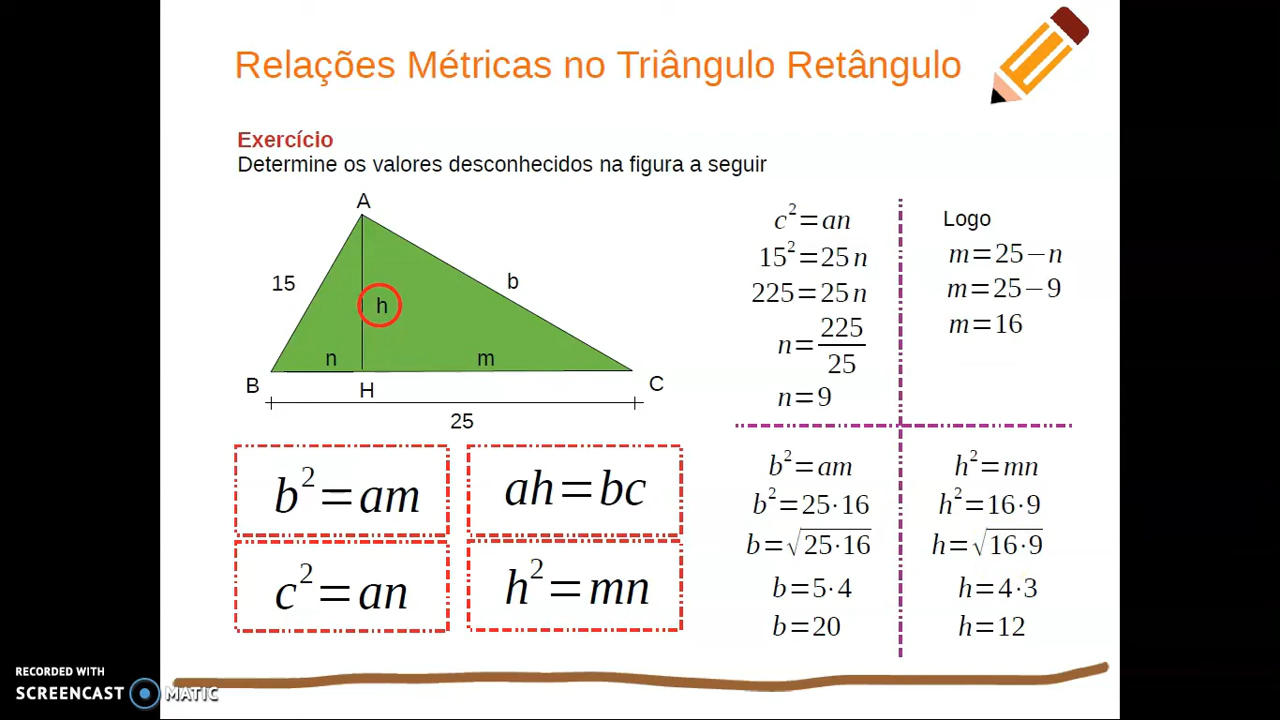 Relações Métricas no Triângulo Retângulo
Exercício
Determine os valores desconhecidos na figura a seguir
A
15
b
h
n
m
B
H
C
25
b²=am
ah=bc
c²=an
h²=mn
c²=an
15²=25n
225=25n
n=225/25
n=9
Logo
m=25−n
m=25−9
m=16
b²=am
b²=25·16
b=√25·16
b=5·4
b=20
h²=mn
h²=16·9
h=√16·9
h=4·3
h=12
RECORDED WITH
SCREENCAST MATIC